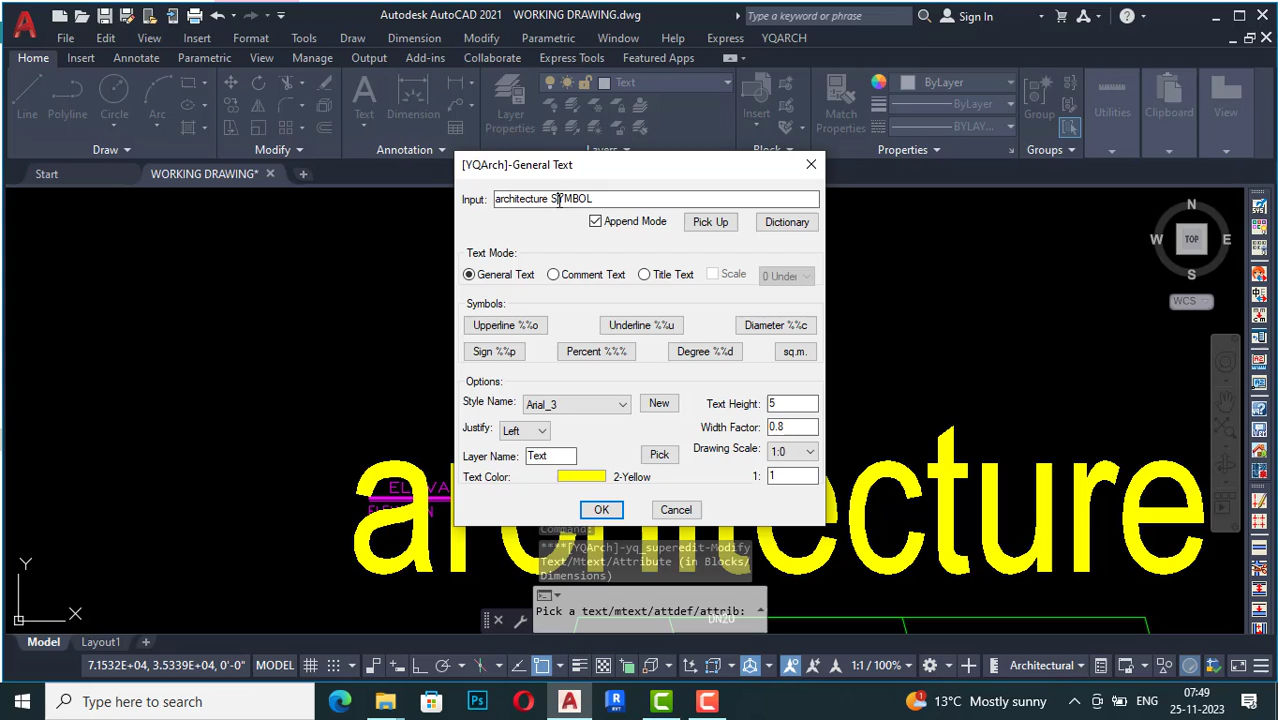 Autodesk AutoCAD 2021 WORKING DRAWING.dwg
Type a keyword or phrase
Sign In
File Edit View Insert Format Tools Draw Dimension Modify Parametric Window Help Express YQARCH
Home Insert Annotate Parametric View Manage Output Add-ins Collaborate Express Tools Featured Apps
Text
ByLayer
ByLayer
BYLAY...
Line Polyline Circle Arc
Text Dimension
Layer Properties
Insert
Match Properties
Group
Utilities
Clipboard
View
Draw Modify Annotation Layers Block Properties Groups
Start WORKING DRAWING*
[YQArch]-General Text
Input: architecture SYMBOL
Append Mode Pick Up Dictionary
Text Mode:
General Text Comment Text Title Text Scale 0 Under
Symbols:
Upperline %%o Underline %%u Diameter %%c
Sign %%p Percent %%% Degree %%d sq.m.
Options:
Style Name: Arial_3 New Text Height: 5
Justify: Left Width Factor: 0.8
Layer Name: Text Pick Drawing Scale: 1:0
Text Color: 2-Yellow 1: 1
OK Cancel
N
W TOP E
S
WCS
architecture
Command:
****[YQArch]-yq_superedit-Modify
Text/Mtext/Attribute (in Blocks/
Dimensions)
Pick a text/mtext/attdef/attrib:
DN20
Y
X
Model Layout1
7.1532E+04, 3.5339E+04, 0'-0" MODEL 1:1 / 100% Architectural
Type here to search
13°C Mostly sunny
07:49
25-11-2023